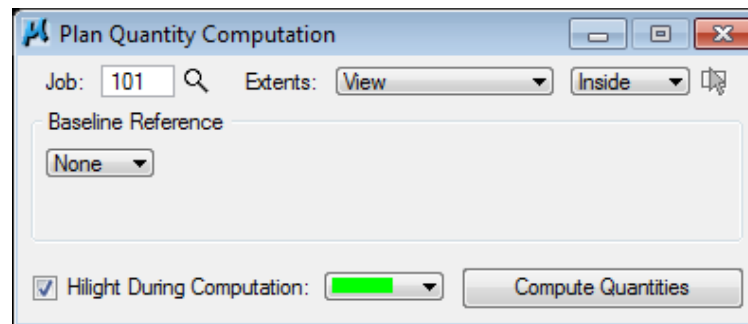 Plan Quantity Computation
Job: 101 Extents: View Inside
Baseline Reference
None
Hilight During Computation: Compute Quantities